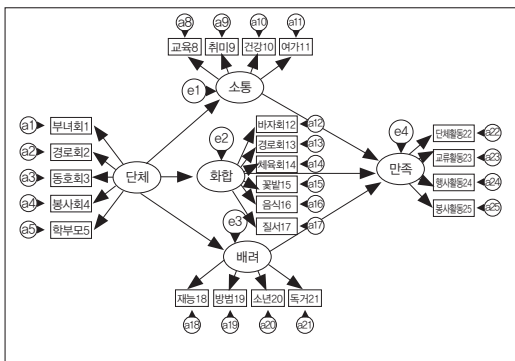 a8 a9 a10 a11
교육8 취미9 건강10 여가11
e1 소통
a1 부녀회1
a2 경로회2
a3 동호회3
a4 봉사회4
a5 학부모5
단체
e2
화합
바자회12 a12
경로회13 a13
체육회14 a14
꽃밭15 a15
음식16 a16
질서17 a17
e3
배려
재능18 방범19 소년20 독거21
a18 a19 a20 a21
e4
만족
단체활동22 a22
교류활동23 a23
행사활동24 a24
봉사활동25 a25